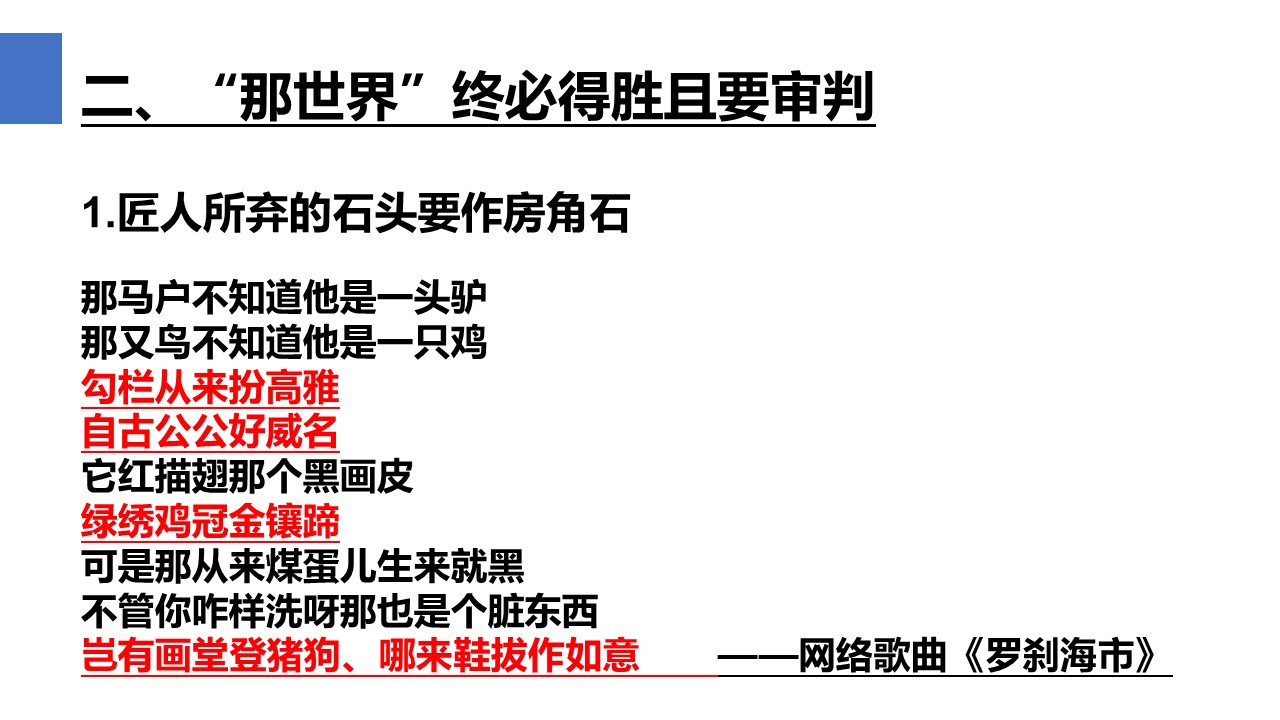 二、“那世界”终必得胜且要审判
1.匠人所弃的石头要作房角石
那马户不知道他是一头驴
那又鸟不知道他是一只鸡
勾栏从来扮高雅
自古公公好威名
它红描翅那个黑画皮
绿绣鸡冠金镶蹄
可是那从来煤蛋儿生来就黑
不管你咋样洗呀那也是个脏东西
岂有画堂登猪狗、哪来鞋拔作如意 ——网络歌曲《罗刹海市》